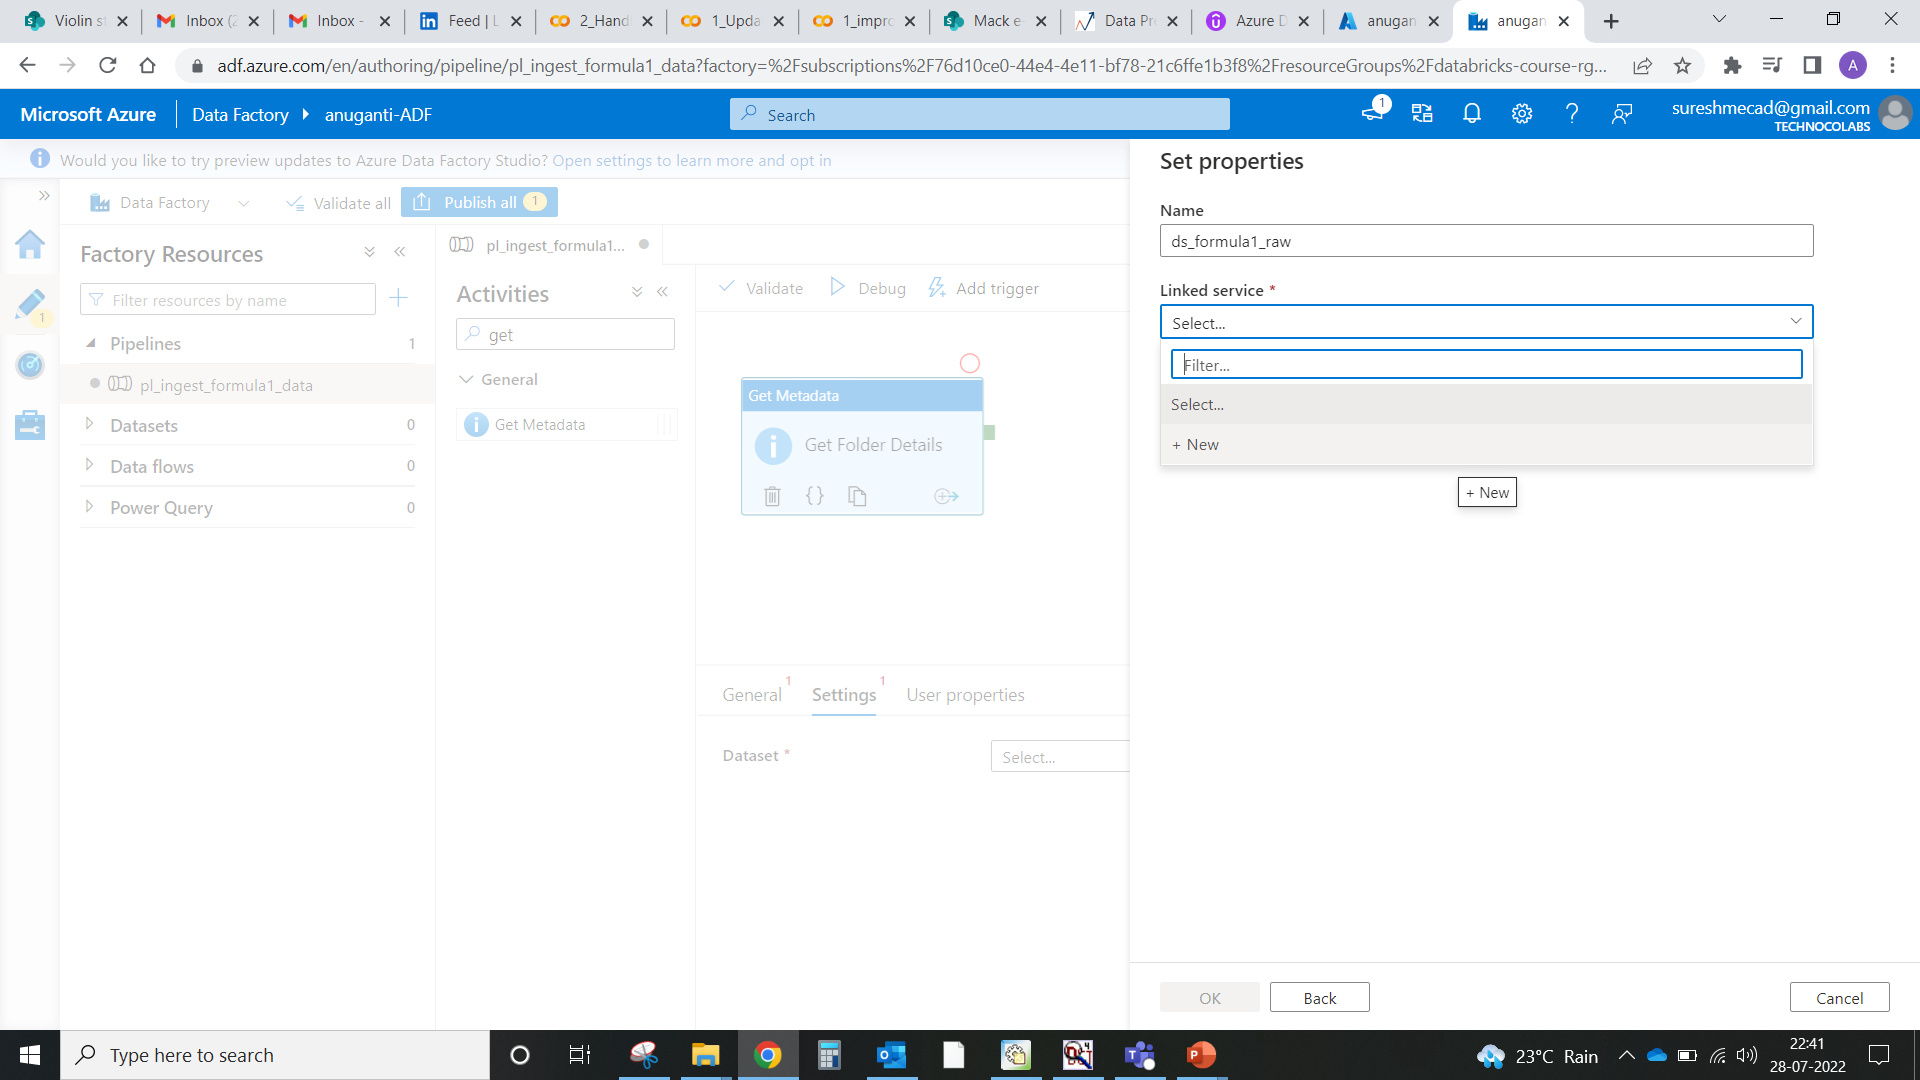 Violin s
Inbox (2
Inbox -
Feed | L
2_Hand
1_Upda
1_impro
Mack e-
Data Pr
Azure D
anugan
anugan
adf.azure.com/en/authoring/pipeline/pl_ingest_formula1_data?factory=%2Fsubscriptions%2F76d10ce0-44e4-4e11-bf78-21c6ffe1b3f8%2FresourceGroups%2Fdatabricks-course-rg...
A
Microsoft Azure
Data Factory
anuganti-ADF
Search
1
sureshmecad@gmail.com
TECHNOCOLABS
Would you like to try preview updates to Azure Data Factory Studio? Open settings to learn more and opt in
Data Factory
Validate all
Publish all 1
Factory Resources
Filter resources by name
1
Pipelines 1
pl_ingest_formula1_data
Datasets 0
Data flows 0
Power Query 0
pl_ingest_formula1...
Activities
get
General
Get Metadata
Validate
Debug
Add trigger
Get Metadata
Get Folder Details
General 1
Settings 1
User properties
Dataset *
Select...
Set properties
Name
ds_formula1_raw
Linked service *
Select...
Filter...
Select...
+ New
+ New
OK
Back
Cancel
Type here to search
23°C Rain
22:41
28-07-2022